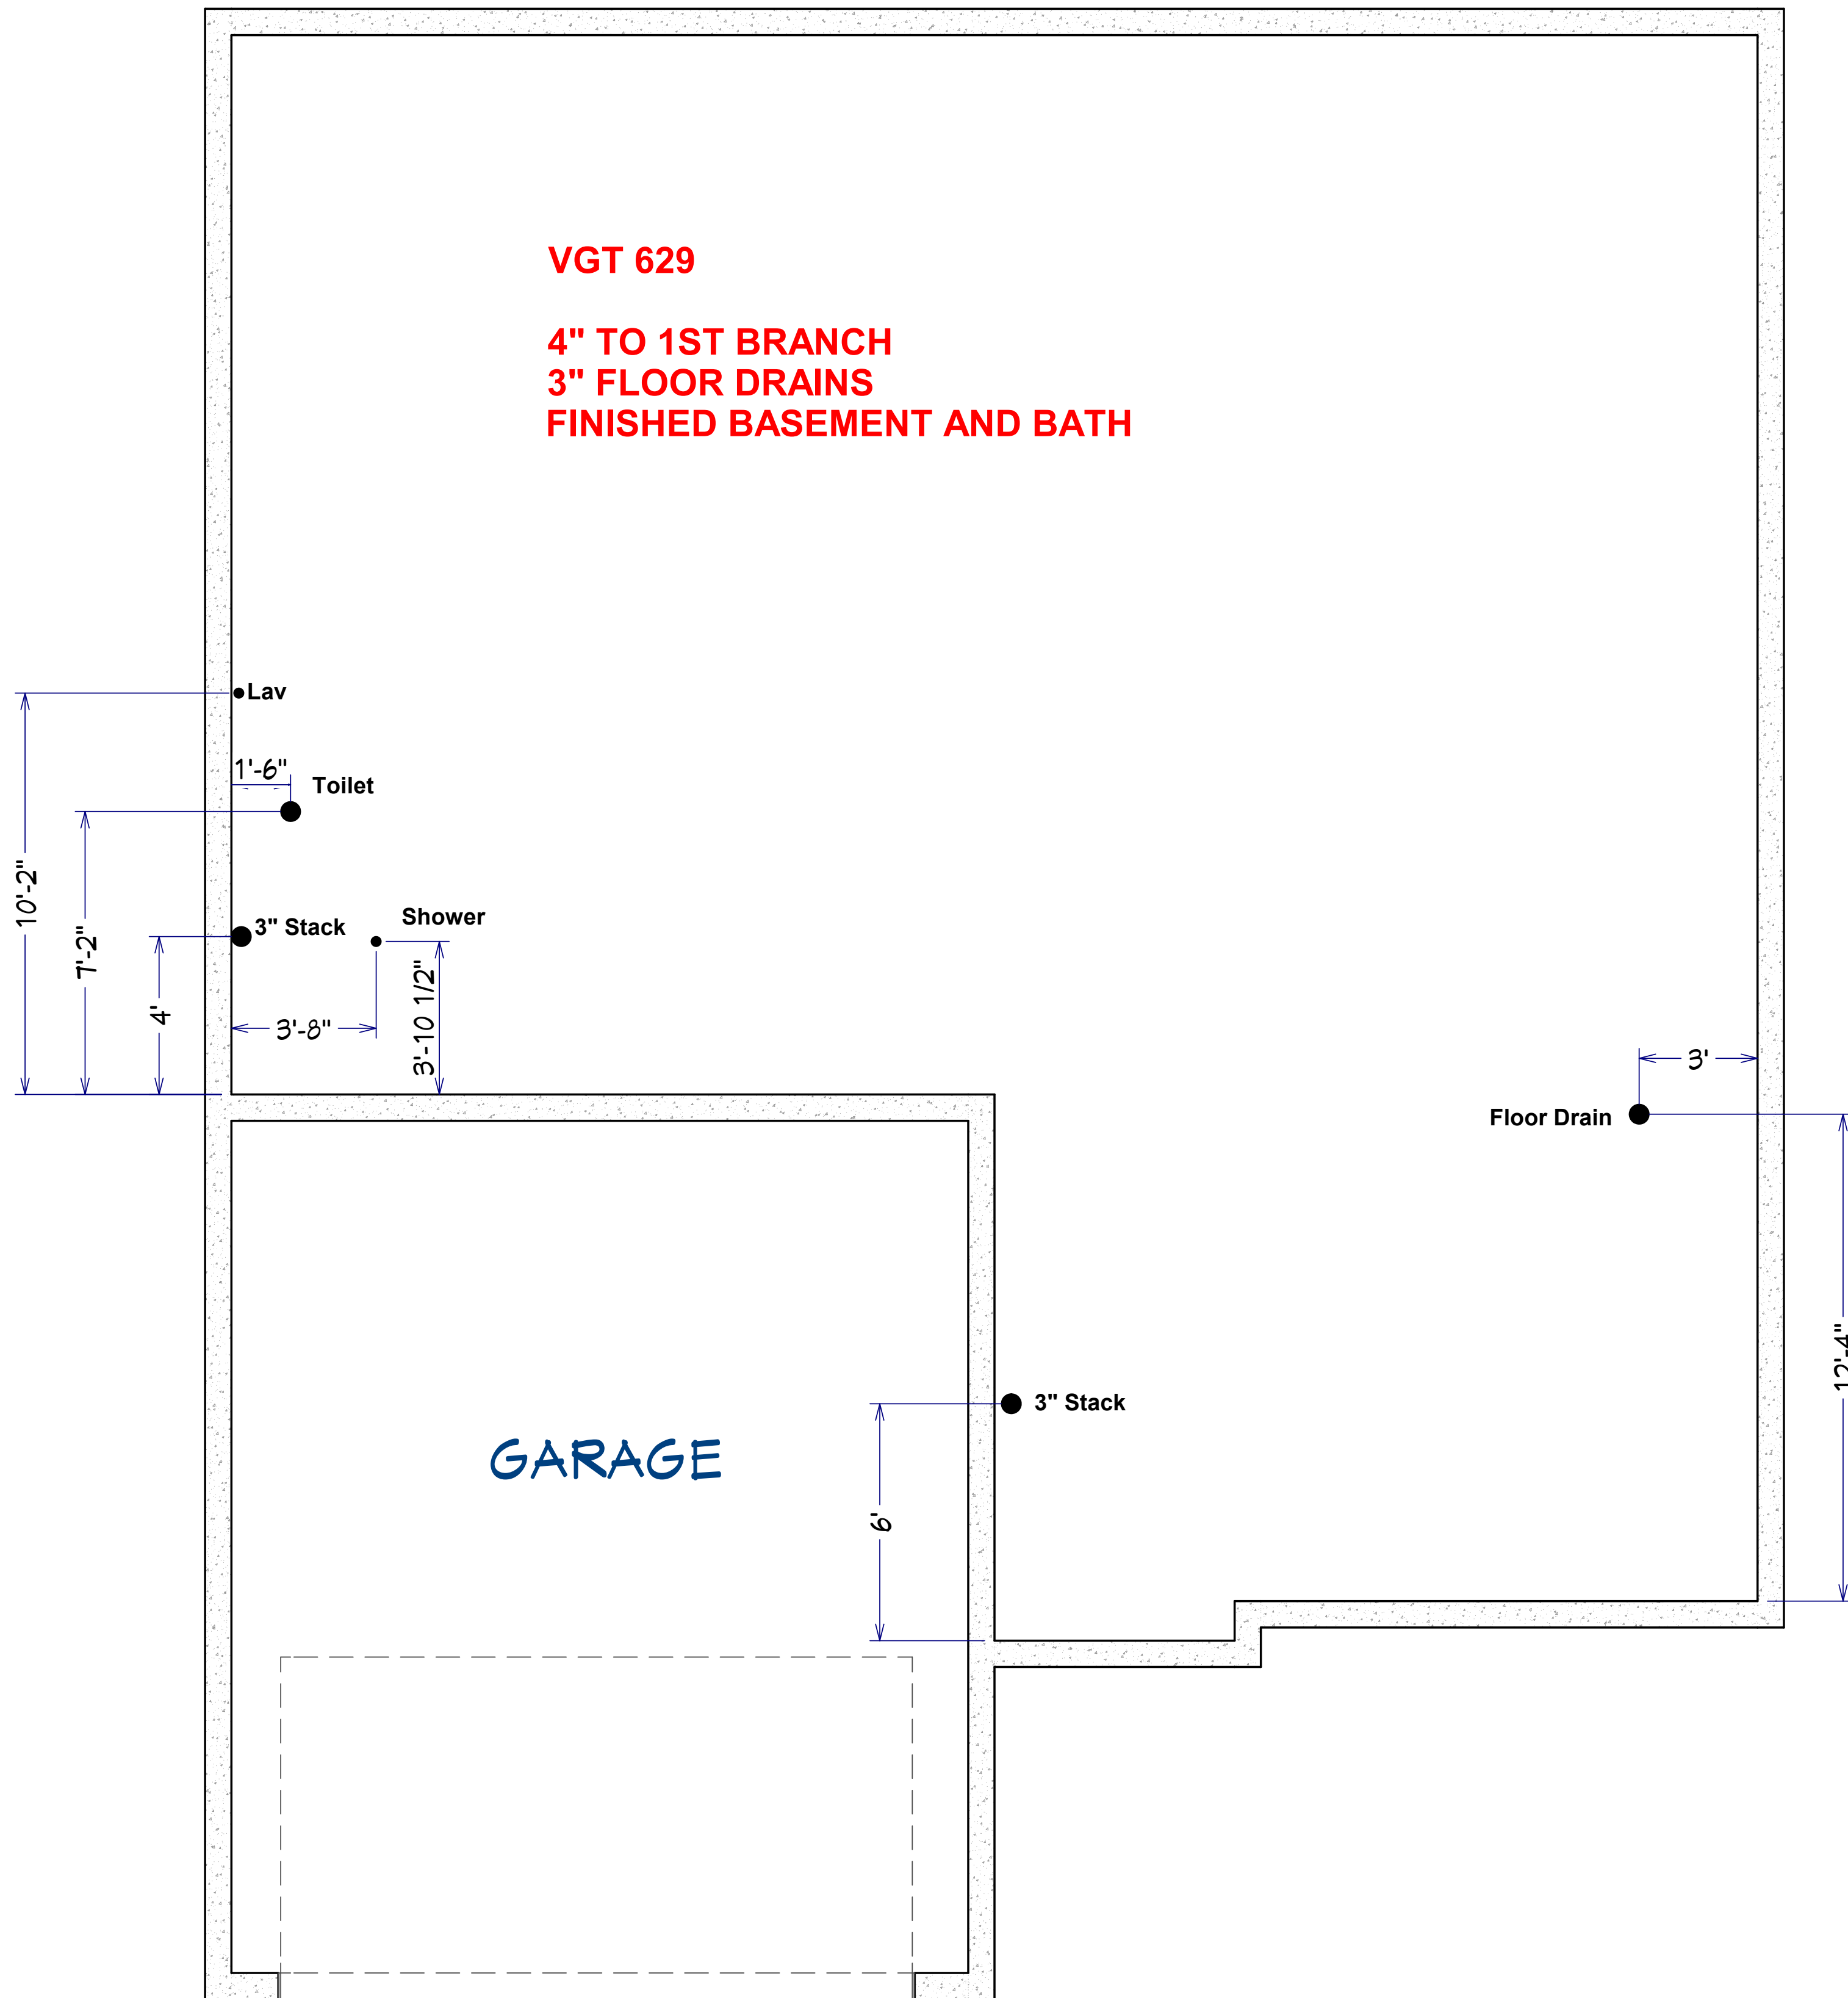 VGT 629
4" TO 1ST BRANCH
3" FLOOR DRAINS
FINISHED BASEMENT AND BATH
Lav
1'-6"
Toilet
10'-2"
7'-2"
3" Stack
Shower
4'
3'-8"
3'-10 1/2"
3'
Floor Drain
12'-4"
3" Stack
GARAGE
6'